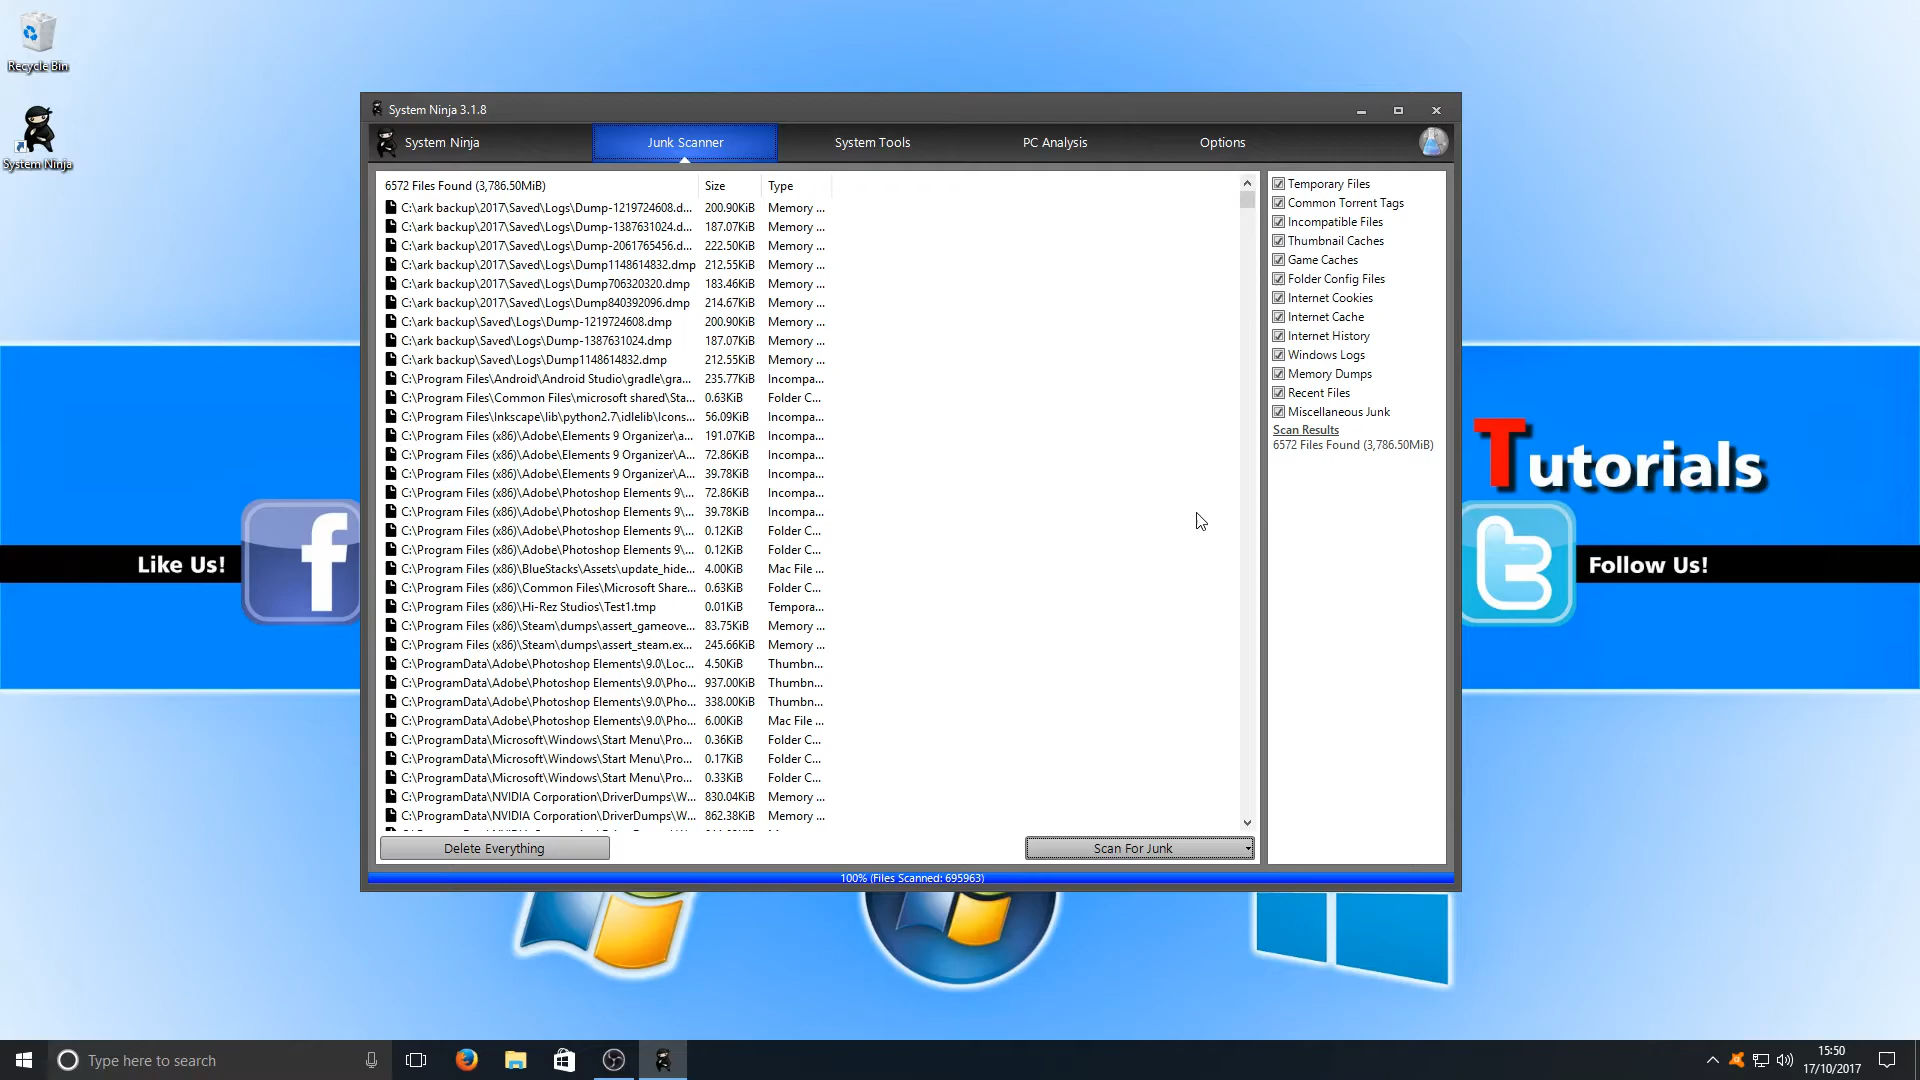 Recycle Bin
System Ninja
System Ninja 3.1.8
System Ninja
Junk Scanner
System Tools
PC Analysis
Options
6572 Files Found (3,786.50MiB) Size Type
C:\ark backup\2017\Saved\Logs\Dump-1219724608.d... 200.90KiB Memory ...
C:\ark backup\2017\Saved\Logs\Dump-1387631024.d... 187.07KiB Memory ...
C:\ark backup\2017\Saved\Logs\Dump-2061765456.d... 222.50KiB Memory ...
C:\ark backup\2017\Saved\Logs\Dump1148614832.dmp 212.55KiB Memory ...
C:\ark backup\2017\Saved\Logs\Dump706320320.dmp 183.46KiB Memory ...
C:\ark backup\2017\Saved\Logs\Dump840392096.dmp 214.67KiB Memory ...
C:\ark backup\Saved\Logs\Dump-1219724608.dmp 200.90KiB Memory ...
C:\ark backup\Saved\Logs\Dump-1387631024.dmp 187.07KiB Memory ...
C:\ark backup\Saved\Logs\Dump1148614832.dmp 212.55KiB Memory ...
C:\Program Files\Android\Android Studio\gradle\gra... 235.77KiB Incompa...
C:\Program Files\Common Files\microsoft shared\Sta... 0.63KiB Folder C...
C:\Program Files\Inkscape\lib\python2.7\idlelib\Icons... 56.09KiB Incompa...
C:\Program Files (x86)\Adobe\Elements 9 Organizer\a... 191.07KiB Incompa...
C:\Program Files (x86)\Adobe\Elements 9 Organizer\A... 72.86KiB Incompa...
C:\Program Files (x86)\Adobe\Elements 9 Organizer\A... 39.78KiB Incompa...
C:\Program Files (x86)\Adobe\Photoshop Elements 9\... 72.86KiB Incompa...
C:\Program Files (x86)\Adobe\Photoshop Elements 9\... 39.78KiB Incompa...
C:\Program Files (x86)\Adobe\Photoshop Elements 9\... 0.12KiB Folder C...
C:\Program Files (x86)\Adobe\Photoshop Elements 9\... 0.12KiB Folder C...
C:\Program Files (x86)\BlueStacks\Assets\update_hide... 4.00KiB Mac File ...
C:\Program Files (x86)\Common Files\Microsoft Share... 0.63KiB Folder C...
C:\Program Files (x86)\Hi-Rez Studios\Test1.tmp 0.01KiB Tempora...
C:\Program Files (x86)\Steam\dumps\assert_gameove... 83.75KiB Memory ...
C:\Program Files (x86)\Steam\dumps\assert_steam.ex... 245.66KiB Memory ...
C:\ProgramData\Adobe\Photoshop Elements\9.0\Loc... 4.50KiB Thumbn...
C:\ProgramData\Adobe\Photoshop Elements\9.0\Pho... 937.00KiB Thumbn...
C:\ProgramData\Adobe\Photoshop Elements\9.0\Pho... 338.00KiB Thumbn...
C:\ProgramData\Adobe\Photoshop Elements\9.0\Pho... 6.00KiB Mac File ...
C:\ProgramData\Microsoft\Windows\Start Menu\Pro... 0.36KiB Folder C...
C:\ProgramData\Microsoft\Windows\Start Menu\Pro... 0.17KiB Folder C...
C:\ProgramData\Microsoft\Windows\Start Menu\Pro... 0.33KiB Folder C...
C:\ProgramData\NVIDIA Corporation\DriverDumps\W... 830.04KiB Memory ...
C:\ProgramData\NVIDIA Corporation\DriverDumps\W... 862.38KiB Memory ...
Delete Everything
Scan For Junk
100% (Files Scanned: 695963)
Temporary Files
Common Torrent Tags
Incompatible Files
Thumbnail Caches
Game Caches
Folder Config Files
Internet Cookies
Internet Cache
Internet History
Windows Logs
Memory Dumps
Recent Files
Miscellaneous Junk
Scan Results
6572 Files Found (3,786.50MiB)
Tutorials
Like Us!
f
t
Follow Us!
Type here to search
15:50
17/10/2017